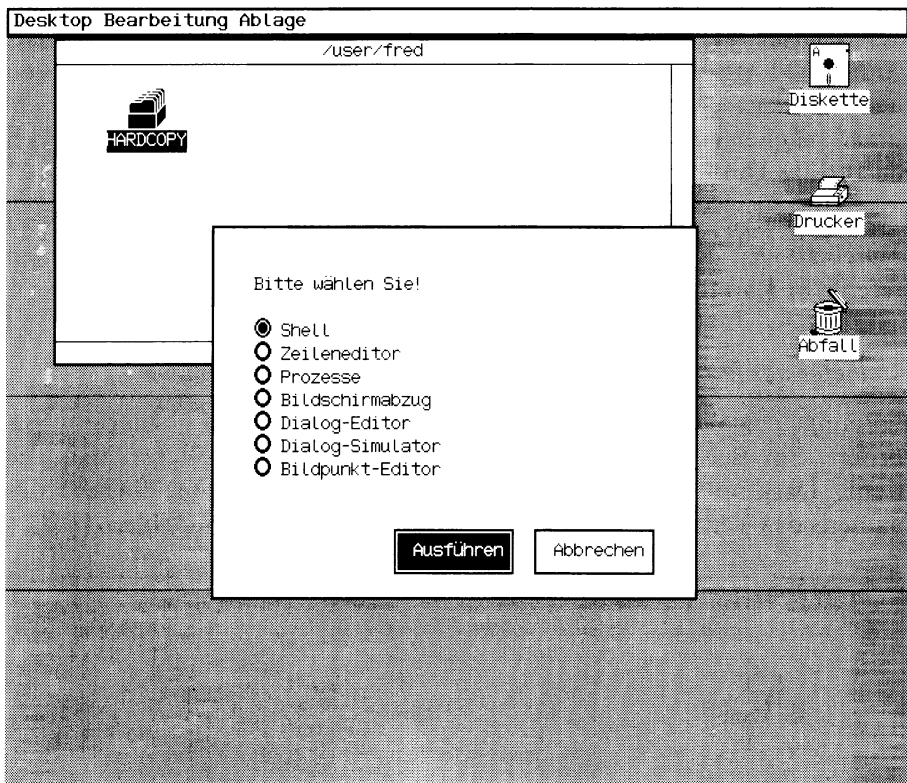 Desktop Bearbeitung Ablage
/user/fred
A
Diskette
HARDCOPY
Drucker
Bitte wählen Sie!
Shell
Zeileneditor
Prozesse
Bildschirmabzug
Dialog-Editor
Dialog-Simulator
Bildpunkt-Editor
Abfall
Ausführen
Abbrechen